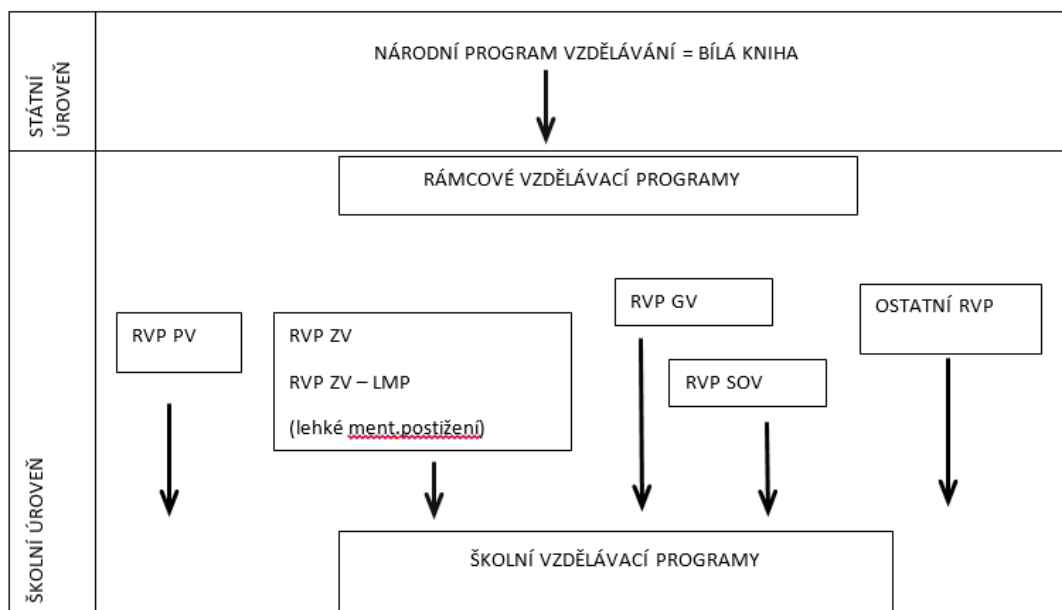 STÁTNÍ
ÚROVEŇ
NÁRODNÍ PROGRAM VZDĚLÁVÁNÍ = BÍLÁ KNIHA
ŠKOLNÍ ÚROVEŇ
RÁMCOVÉ VZDĚLÁVACÍ PROGRAMY
RVP PV
RVP ZV
RVP ZV – LMP
(lehké ment.postižení)
RVP GV
RVP SOV
OSTATNÍ RVP
ŠKOLNÍ VZDĚLÁVACÍ PROGRAMY